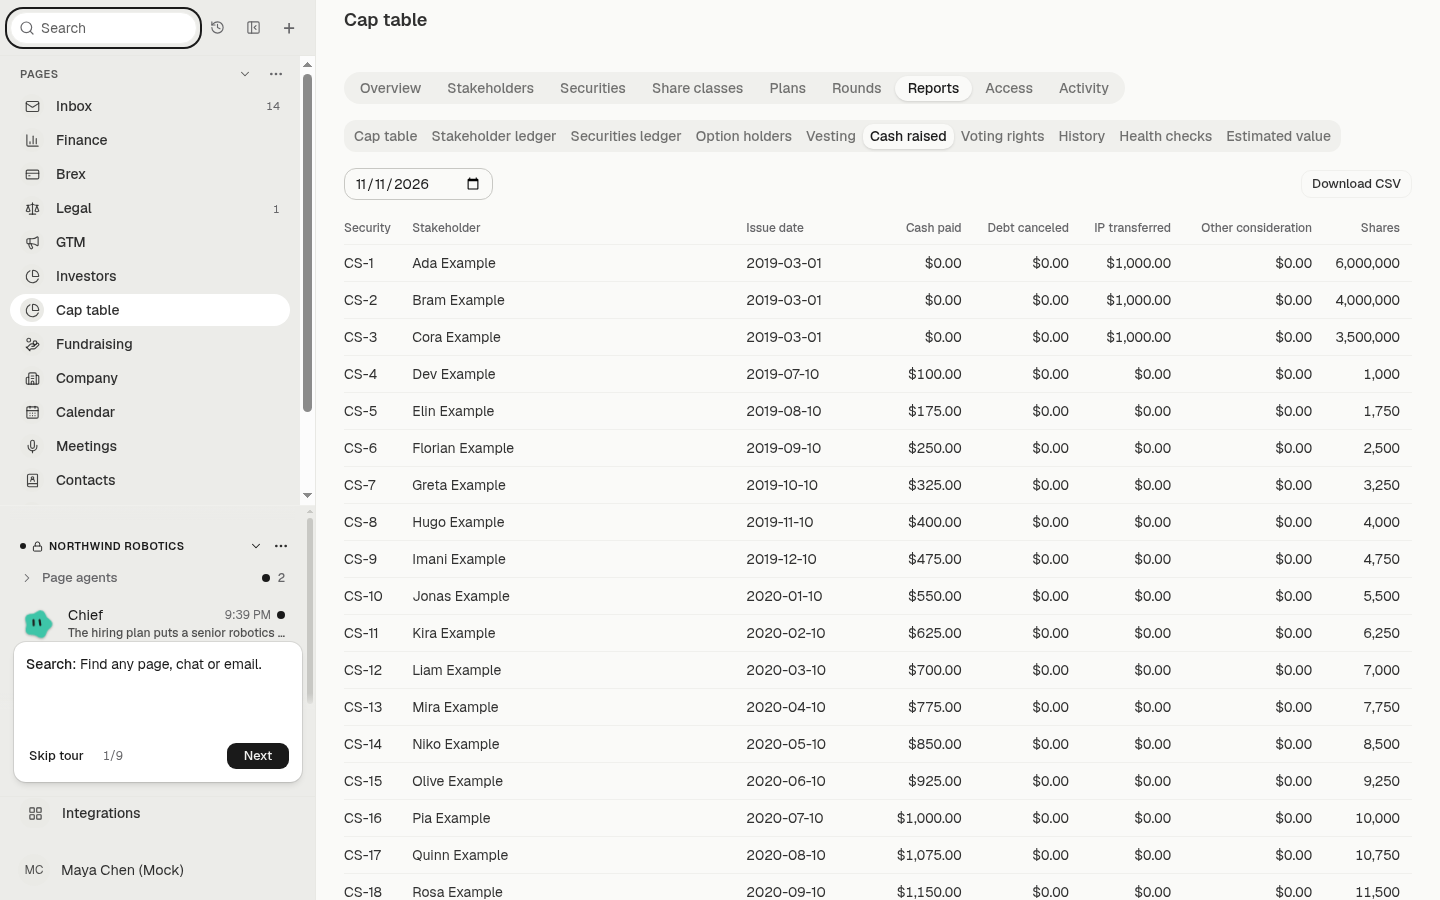 Search
PAGES
Inbox 14
Finance
Brex
Legal 1
GTM
Investors
Cap table
Fundraising
Company
Calendar
Meetings
Contacts
NORTHWIND ROBOTICS
Page agents 2
Chief 9:39 PM
The hiring plan puts a senior robotics …
Search: Find any page, chat or email.
Skip tour 1/9 Next
Integrations
MC Maya Chen (Mock)
Cap table
Overview Stakeholders Securities Share classes Plans Rounds Reports Access Activity
Cap table Stakeholder ledger Securities ledger Option holders Vesting Cash raised Voting rights History Health checks Estimated value
11/11/2026 Download CSV
Security Stakeholder Issue date Cash paid Debt canceled IP transferred Other consideration Shares
CS-1 Ada Example 2019-03-01 $0.00 $0.00 $1,000.00 $0.00 6,000,000
CS-2 Bram Example 2019-03-01 $0.00 $0.00 $1,000.00 $0.00 4,000,000
CS-3 Cora Example 2019-03-01 $0.00 $0.00 $1,000.00 $0.00 3,500,000
CS-4 Dev Example 2019-07-10 $100.00 $0.00 $0.00 $0.00 1,000
CS-5 Elin Example 2019-08-10 $175.00 $0.00 $0.00 $0.00 1,750
CS-6 Florian Example 2019-09-10 $250.00 $0.00 $0.00 $0.00 2,500
CS-7 Greta Example 2019-10-10 $325.00 $0.00 $0.00 $0.00 3,250
CS-8 Hugo Example 2019-11-10 $400.00 $0.00 $0.00 $0.00 4,000
CS-9 Imani Example 2019-12-10 $475.00 $0.00 $0.00 $0.00 4,750
CS-10 Jonas Example 2020-01-10 $550.00 $0.00 $0.00 $0.00 5,500
CS-11 Kira Example 2020-02-10 $625.00 $0.00 $0.00 $0.00 6,250
CS-12 Liam Example 2020-03-10 $700.00 $0.00 $0.00 $0.00 7,000
CS-13 Mira Example 2020-04-10 $775.00 $0.00 $0.00 $0.00 7,750
CS-14 Niko Example 2020-05-10 $850.00 $0.00 $0.00 $0.00 8,500
CS-15 Olive Example 2020-06-10 $925.00 $0.00 $0.00 $0.00 9,250
CS-16 Pia Example 2020-07-10 $1,000.00 $0.00 $0.00 $0.00 10,000
CS-17 Quinn Example 2020-08-10 $1,075.00 $0.00 $0.00 $0.00 10,750
CS-18 Rosa Example 2020-09-10 $1,150.00 $0.00 $0.00 $0.00 11,500